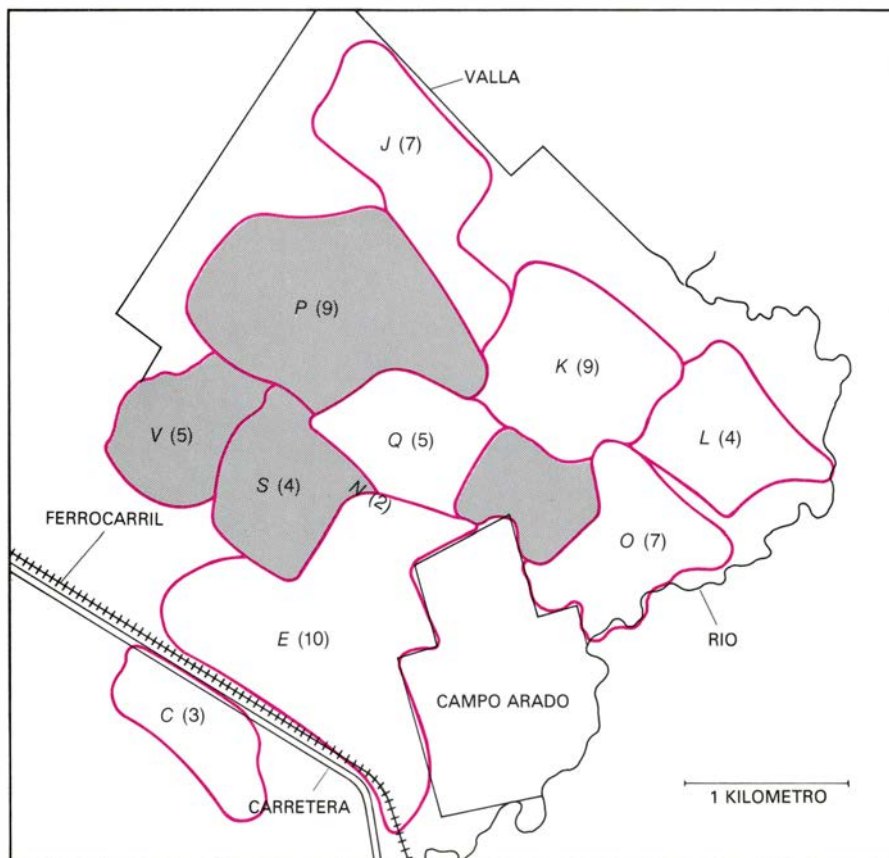 VALLA
J (7)
P (9)
K (9)
V (5)
Q (5)
L (4)
S (4)
N (2)
FERROCARRIL
O (7)
E (10)
RIO
CAMPO ARADO
C (3)
CARRETERA
1 KILOMETRO